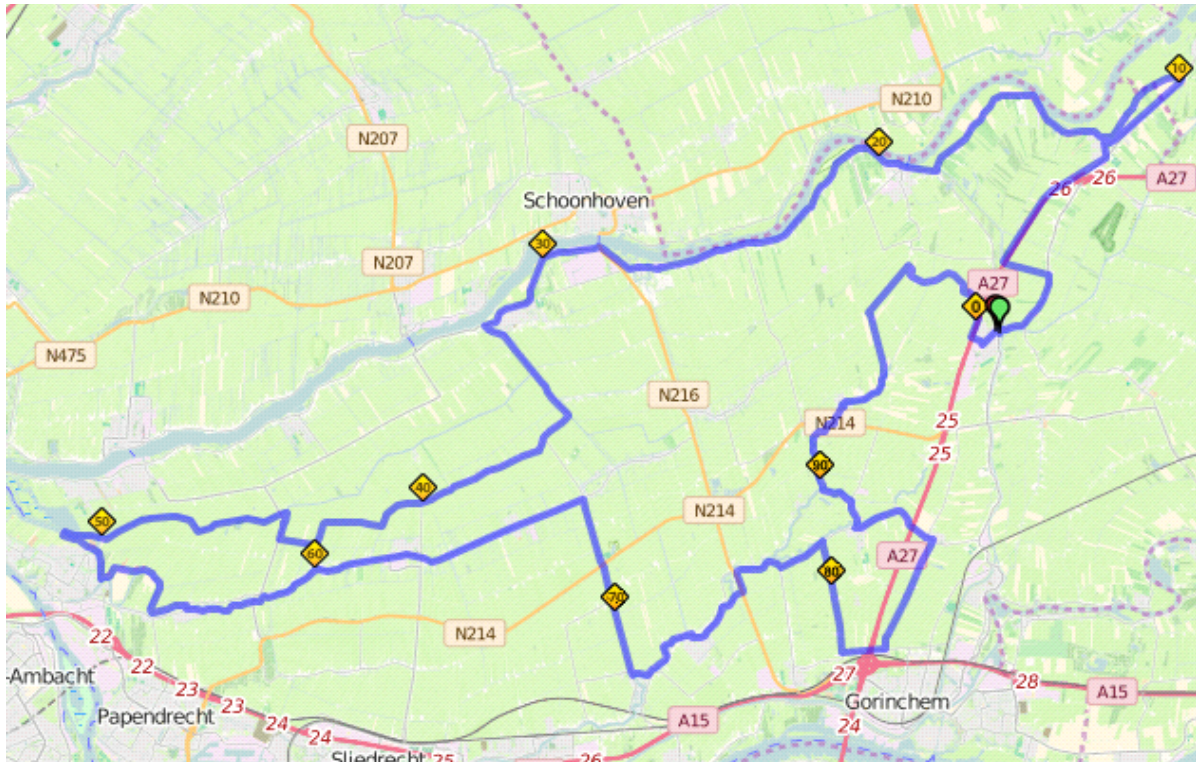 10
N210
N207
20
26
26
A27
Schoonhoven
30
N207
N210
A27
0
N475
N216
N214
25
25
90
40
N214
50
60
A27
80
70
N214
22
22
-Ambacht
23
27
28
A15
23
Gorinchem
Papendrecht
24
A15
24
24
Sliedrecht
25
26